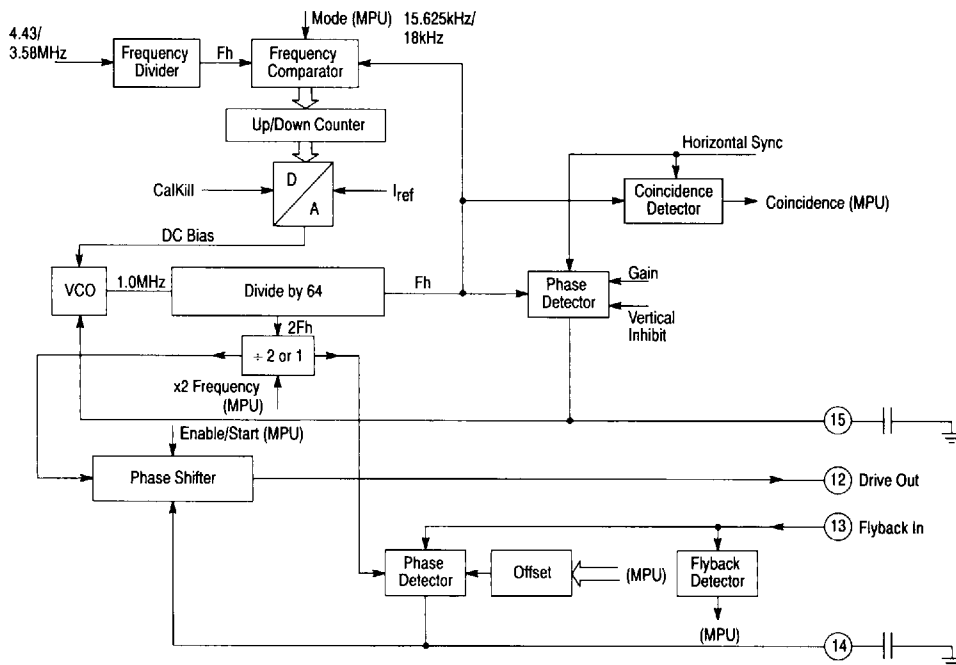 Mode (MPU)
15.625kHz/
18kHz
4.43/
3.58MHz
Frequency
Divider
Fh
Frequency
Comparator
Up/Down Counter
Horizontal Sync
CalKill
D
A
Iref
Coincidence
Detector
Coincidence (MPU)
DC Bias
VCO
1.0MHz
Divide by 64
Fh
Phase
Detector
Gain
Vertical
Inhibit
2Fh
÷ 2 or 1
x2 Frequency
(MPU)
15
Enable/Start (MPU)
Phase Shifter
12
Drive Out
13
Flyback In
Phase
Detector
Offset
(MPU)
Flyback
Detector
(MPU)
14